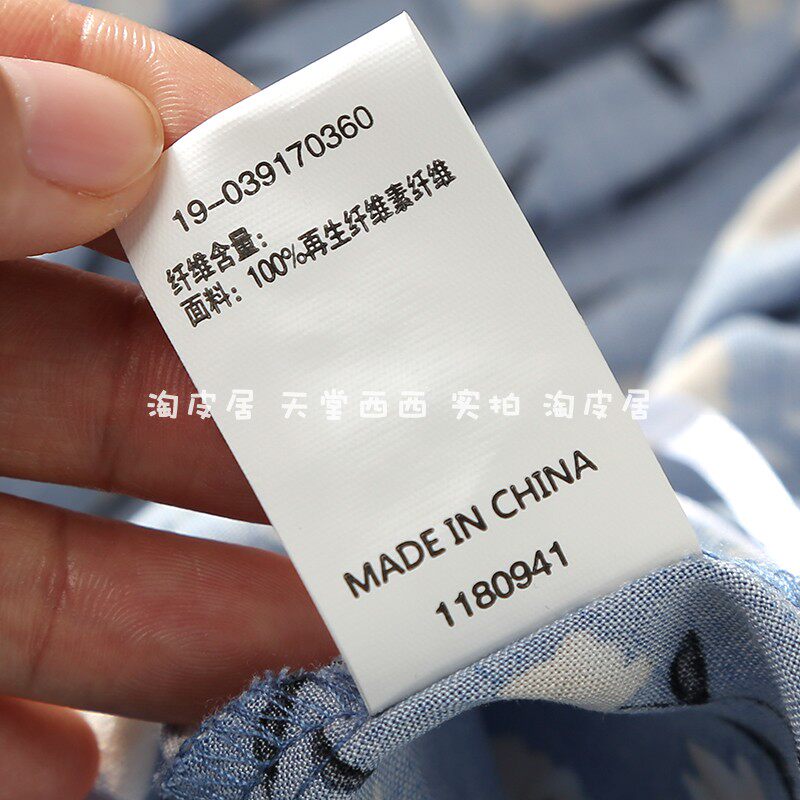 19-039170360
纤维含量：
面料：100%再生纤维素纤维
淘皮居 天堂西西 实拍 淘皮居
MADE IN CHINA
1180941